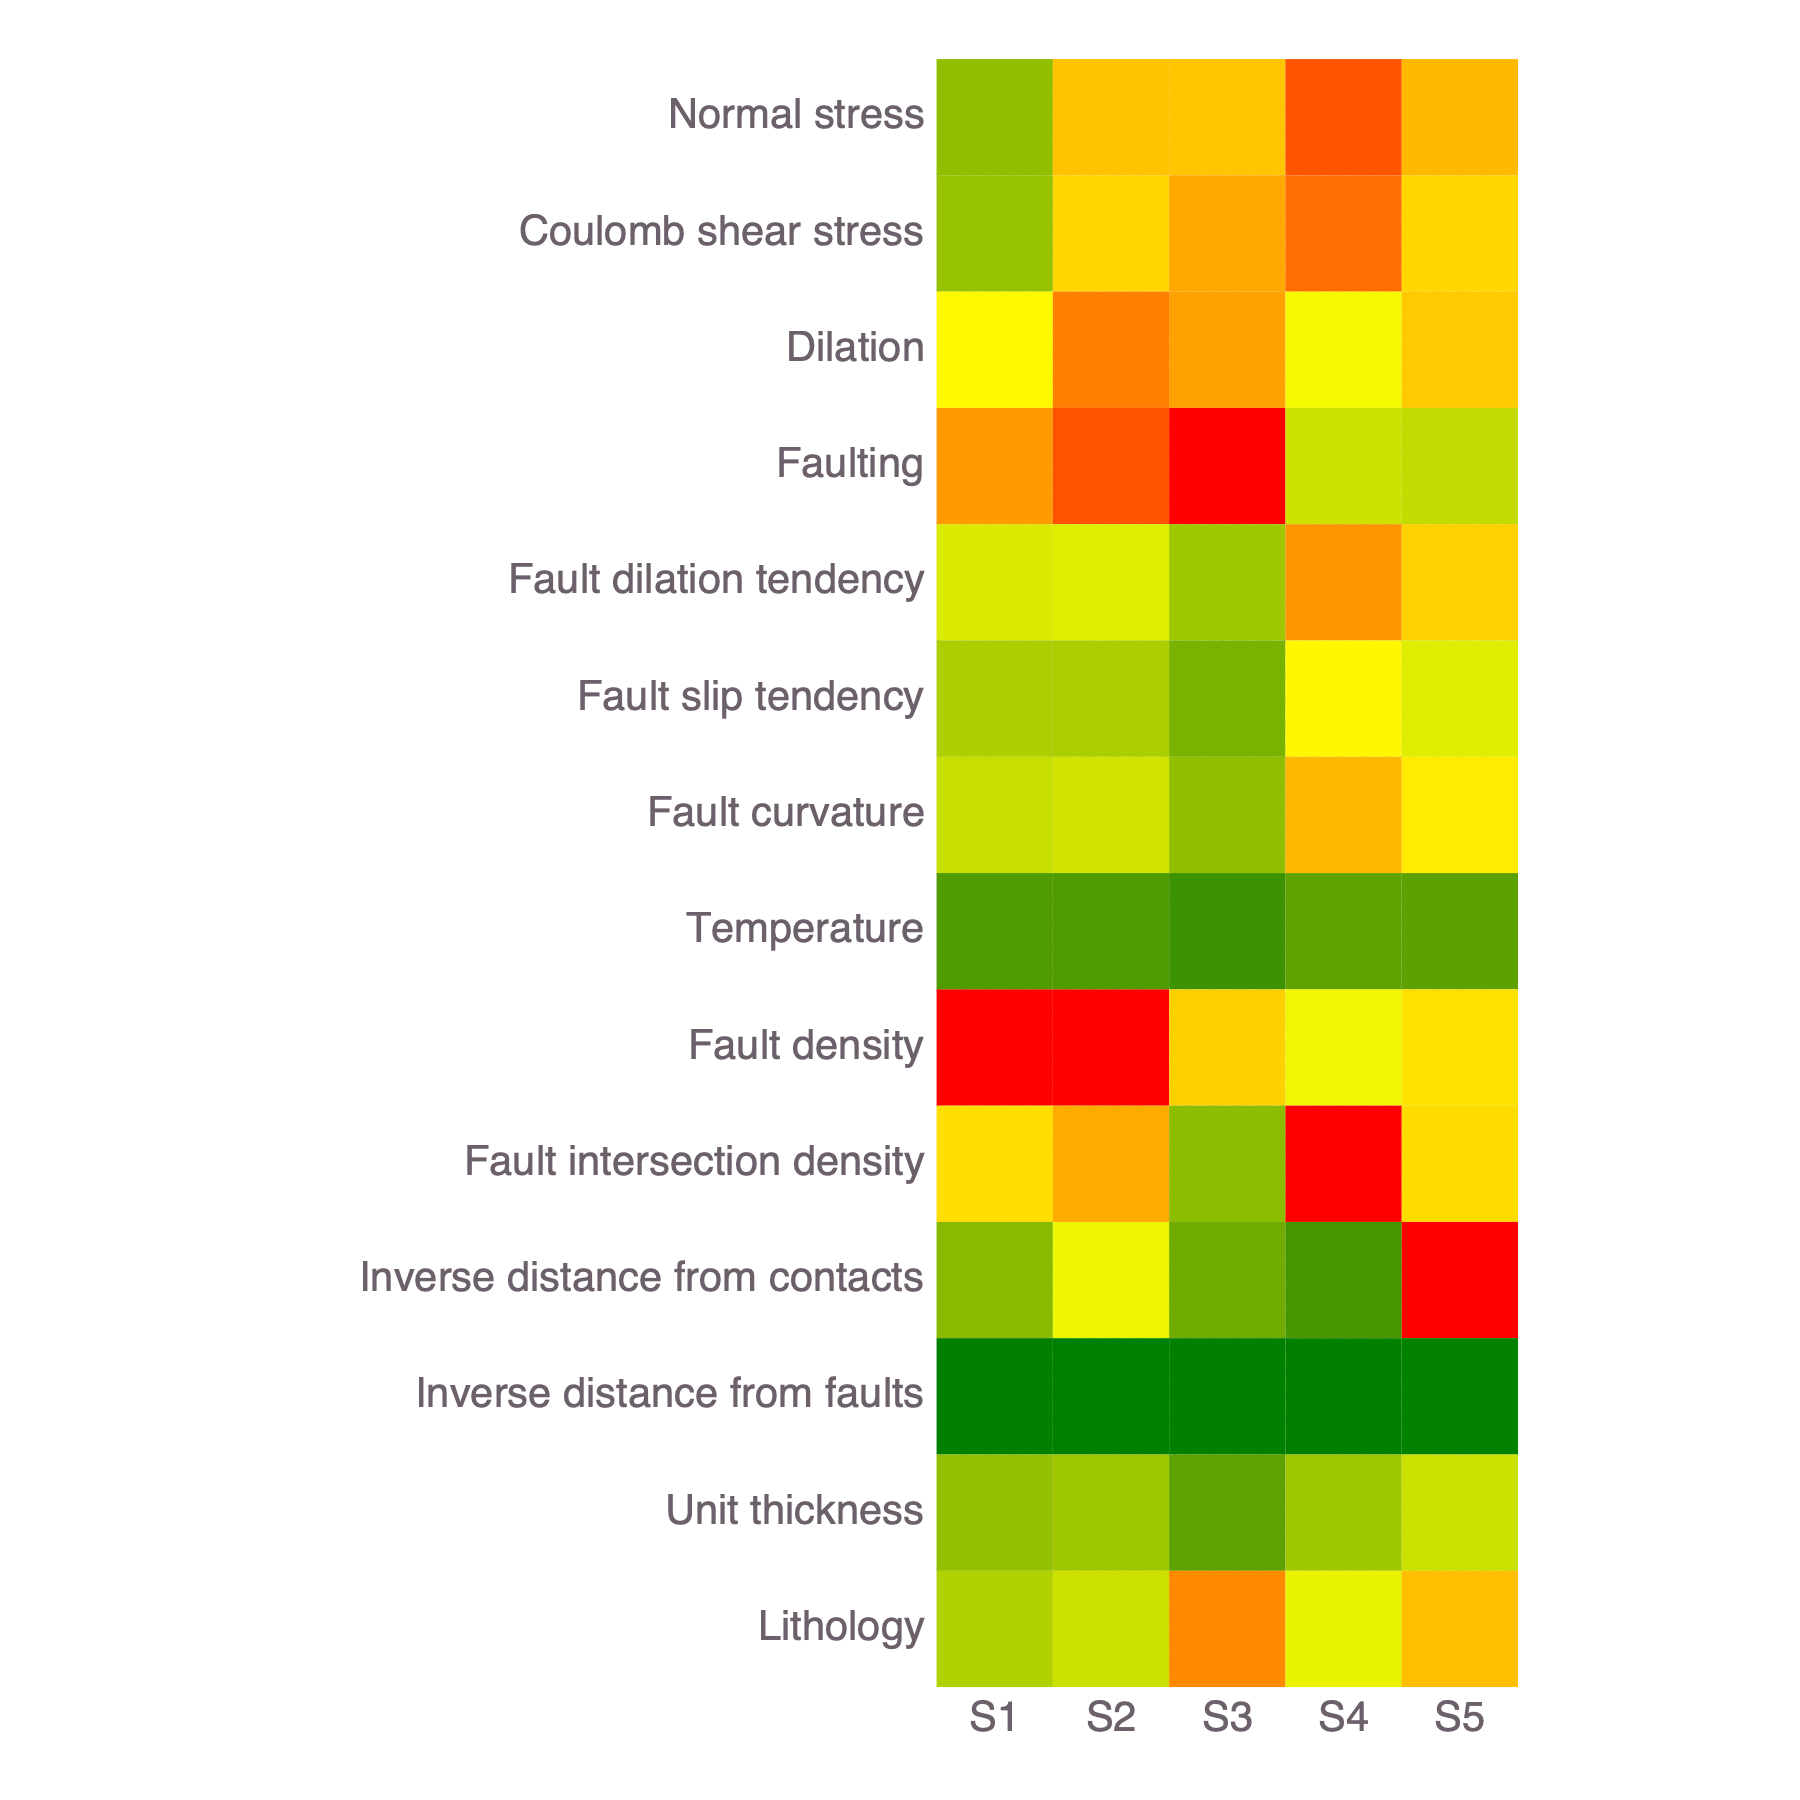 Normal stress
Coulomb shear stress
Dilation
Faulting
Fault dilation tendency
Fault slip tendency
Fault curvature
Temperature
Fault density
Fault intersection density
Inverse distance from contacts
Inverse distance from faults
Unit thickness
Lithology
S1 S2 S3 S4 S5